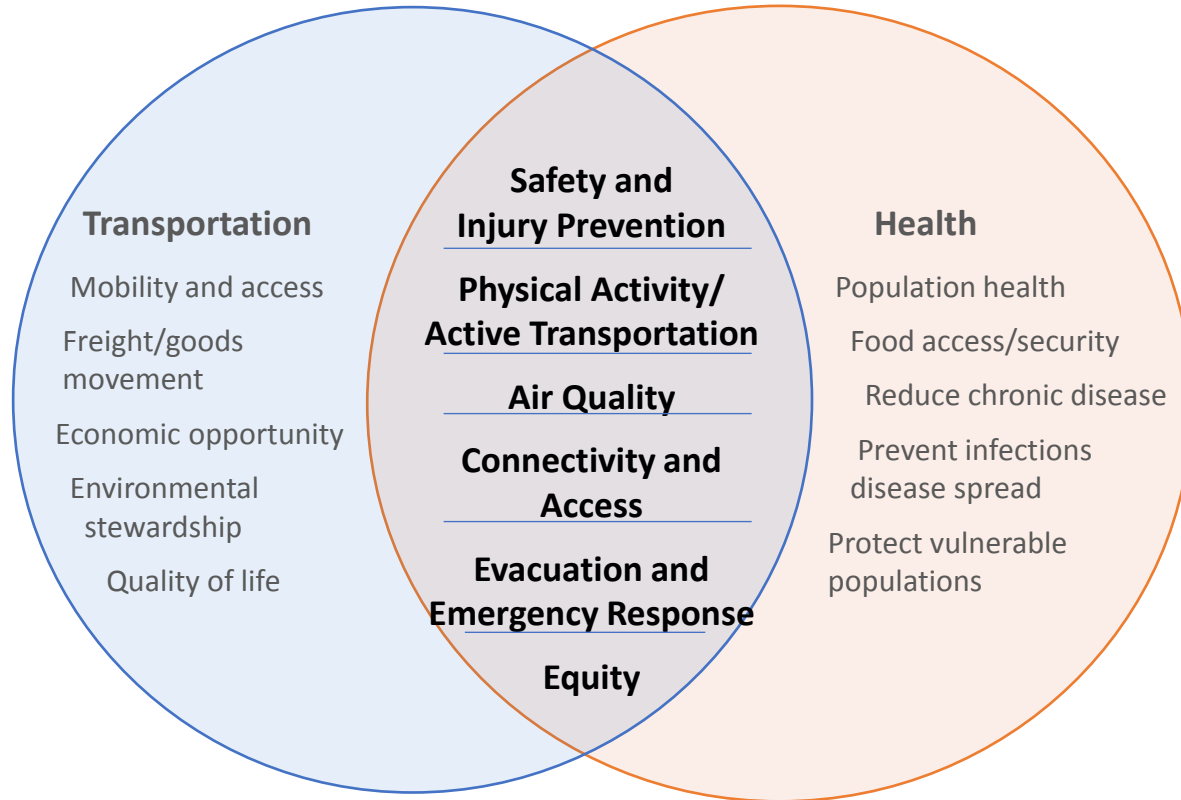 Transportation
Mobility and access
Freight/goods
movement
Economic opportunity
Environmental
stewardship
Quality of life
Safety and
Injury Prevention
Physical Activity/
Active Transportation
Air Quality
Connectivity and
Access
Evacuation and
Emergency Response
Equity
Health
Population health
Food access/security
Reduce chronic disease
Prevent infections
disease spread
Protect vulnerable
populations